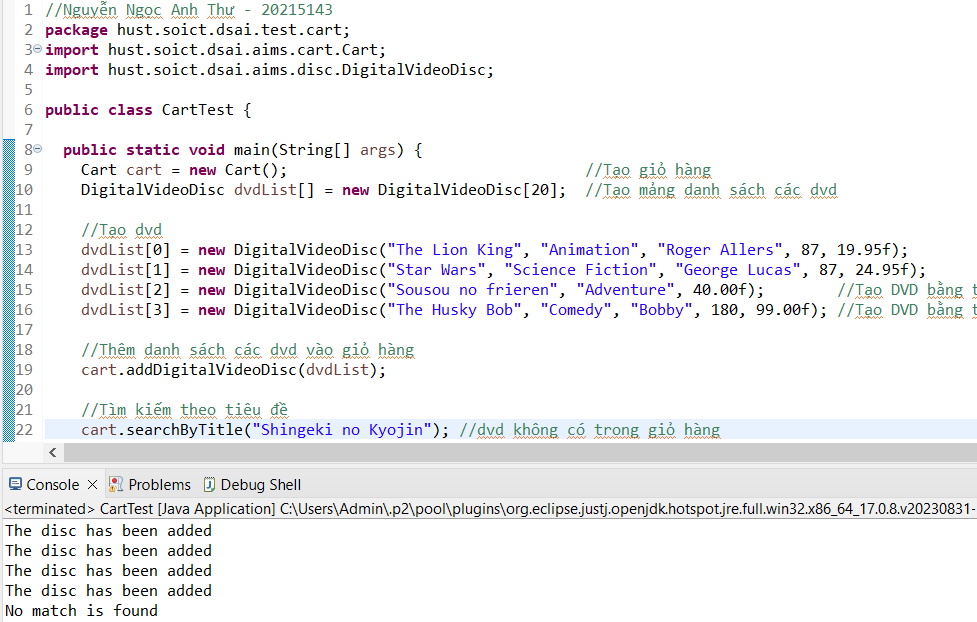 1 //Nguyễn Ngọc Anh Thư - 20215143
2 package hust.soict.dsai.test.cart;
3 import hust.soict.dsai.aims.cart.Cart;
4 import hust.soict.dsai.aims.disc.DigitalVideoDisc;
5
6 public class CartTest {
7
8 public static void main(String[] args) {
9 Cart cart = new Cart(); //Tạo giỏ hàng
10 DigitalVideoDisc dvdList[] = new DigitalVideoDisc[20]; //Tạo mảng danh sách các dvd
11
12 //Tạo dvd
13 dvdList[0] = new DigitalVideoDisc("The Lion King", "Animation", "Roger Allers", 87, 19.95f);
14 dvdList[1] = new DigitalVideoDisc("Star Wars", "Science Fiction", "George Lucas", 87, 24.95f);
15 dvdList[2] = new DigitalVideoDisc("Sousou no frieren", "Adventure", 40.00f); //Tạo DVD bằng
16 dvdList[3] = new DigitalVideoDisc("The Husky Bob", "Comedy", "Bobby", 180, 99.00f); //Tạo DVD bằng
17
18 //Thêm danh sách các dvd vào giỏ hàng
19 cart.addDigitalVideoDisc(dvdList);
20
21 //Tìm kiếm theo tiêu đề
22 cart.searchByTitle("Shingeki no Kyojin"); //dvd không có trong giỏ hàng
Console Problems Debug Shell
<terminated> CartTest [Java Application] C:\Users\Admin\.p2\pool\plugins\org.eclipse.justj.openjdk.hotspot.jre.full.win32.x86_64_17.0.8.v20230831-
The disc has been added
The disc has been added
The disc has been added
The disc has been added
No match is found